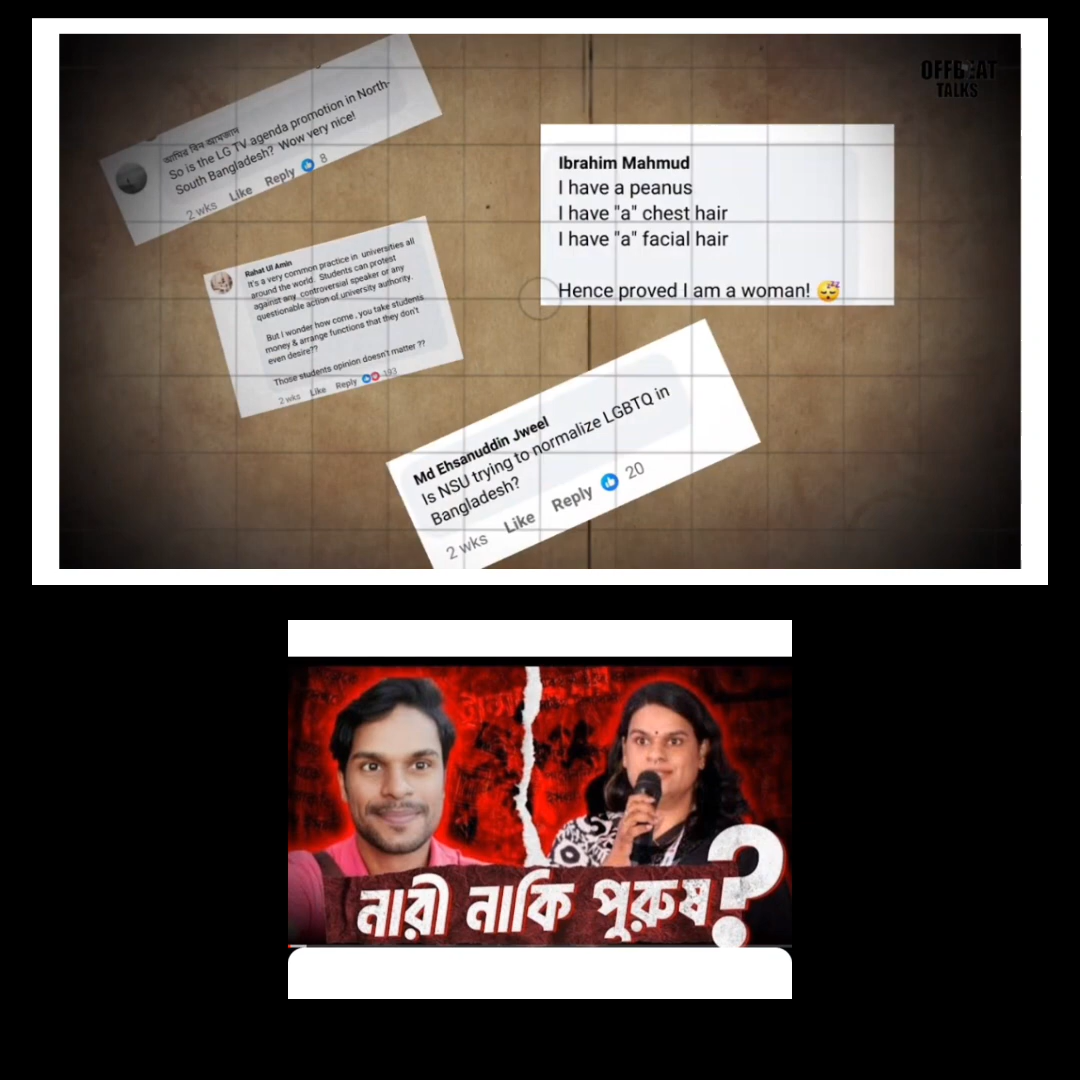 OFFBEAT
TALKS
আমির বিন আমজাদ
So is the LG TV agenda promotion in North-
South Bangladesh? Wow very nice!
2 wks Like Reply 8
Ibrahim Mahmud
I have a peanus
I have "a" chest hair
I have "a" facial hair
Hence proved I am a woman! 😴
Rahat Ul Amin
It's a very common practice in universities all
around the world. Students can protest
against any controversial speaker or any
questionable action of university authority.
But I wonder how come , you take students
money & arrange functions that they don't
even desire??
Those students opinion doesn't matter ??
2 wks Like Reply 193
Md Ehsanuddin Jweel
Is NSU trying to normalize LGBTQ in
Bangladesh?
2 wks Like Reply 20
নারী নাকি পুরুষ?